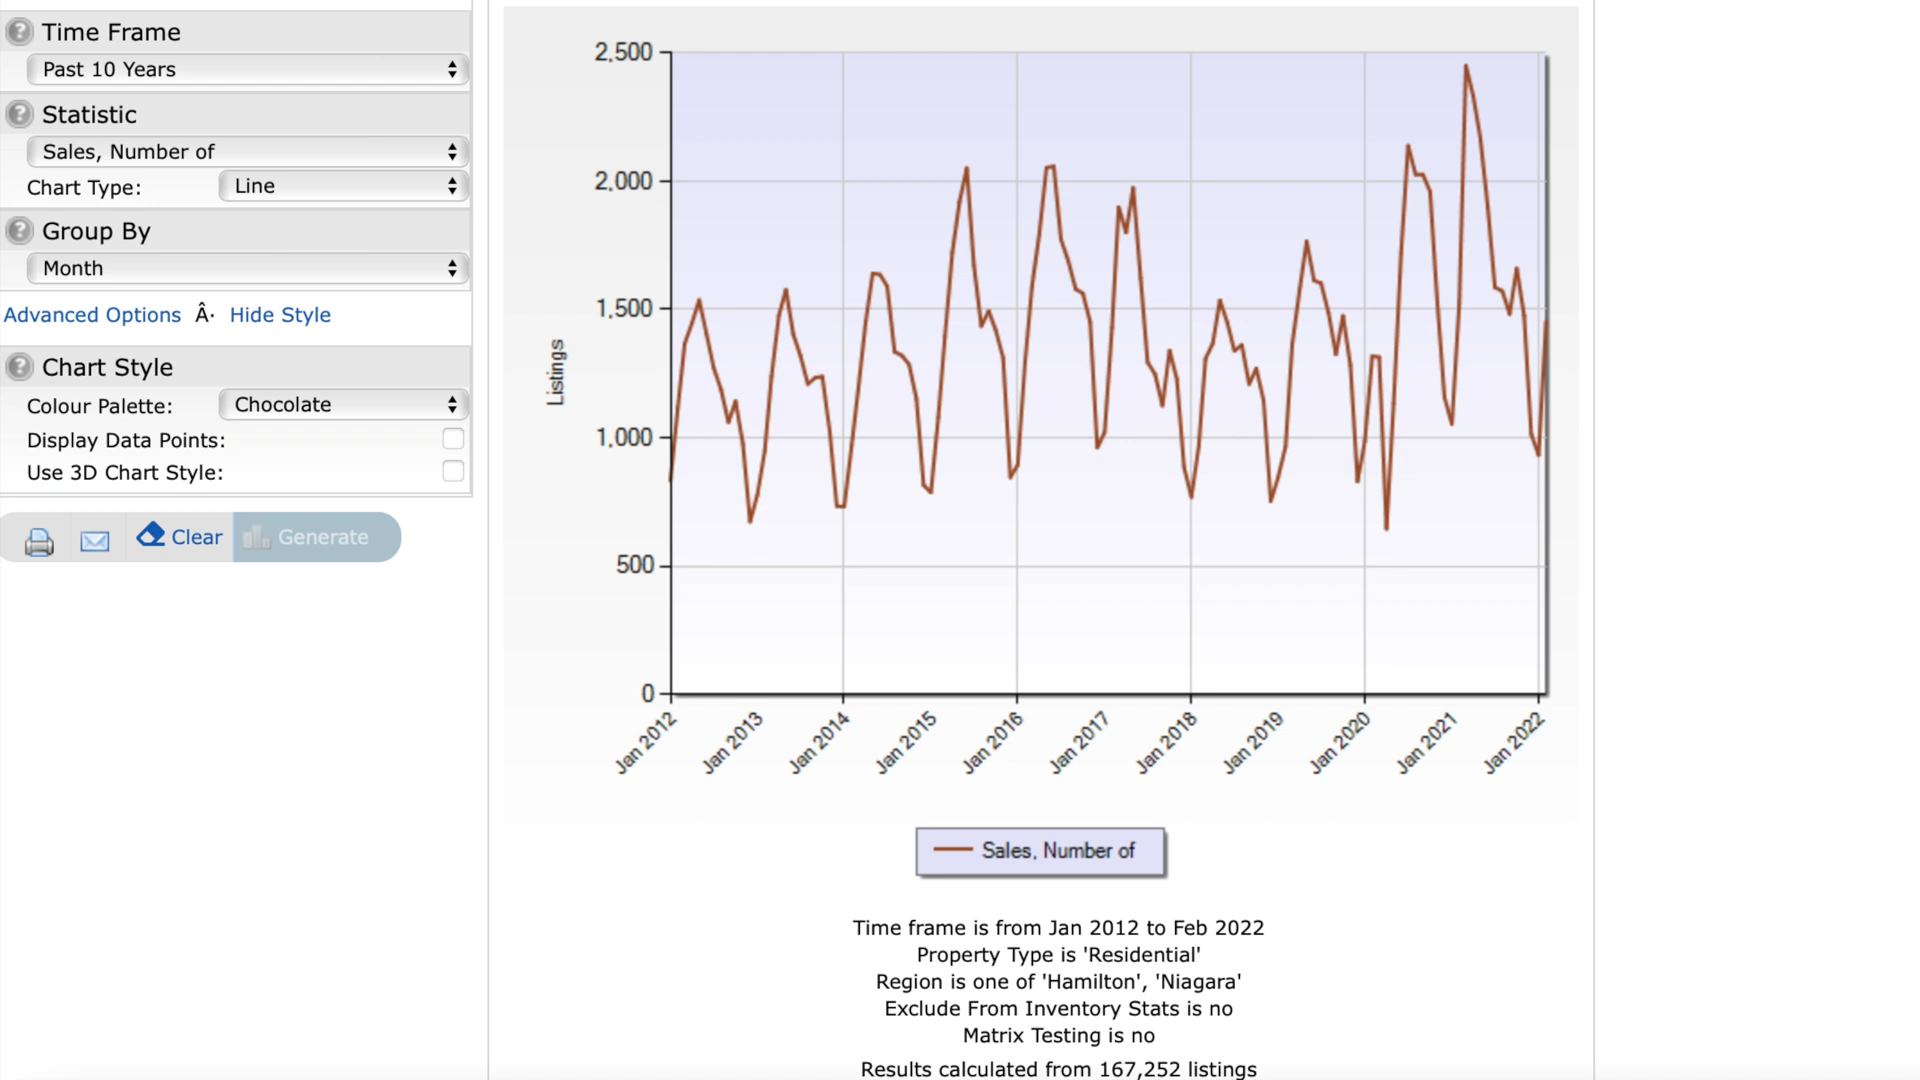 Time Frame
Past 10 Years
Statistic
Sales, Number of
Chart Type: Line
Group By
Month
Advanced Options Â· Hide Style
Chart Style
Colour Palette: Chocolate
Display Data Points:
Use 3D Chart Style:
Clear Generate
2,500
2,000
1,500
1,000
500
0
Listings
Jan 2012 Jan 2013 Jan 2014 Jan 2015 Jan 2016 Jan 2017 Jan 2018 Jan 2019 Jan 2020 Jan 2021 Jan 2022
Sales, Number of
Time frame is from Jan 2012 to Feb 2022
Property Type is 'Residential'
Region is one of 'Hamilton', 'Niagara'
Exclude From Inventory Stats is no
Matrix Testing is no
Results calculated from 167,252 listings